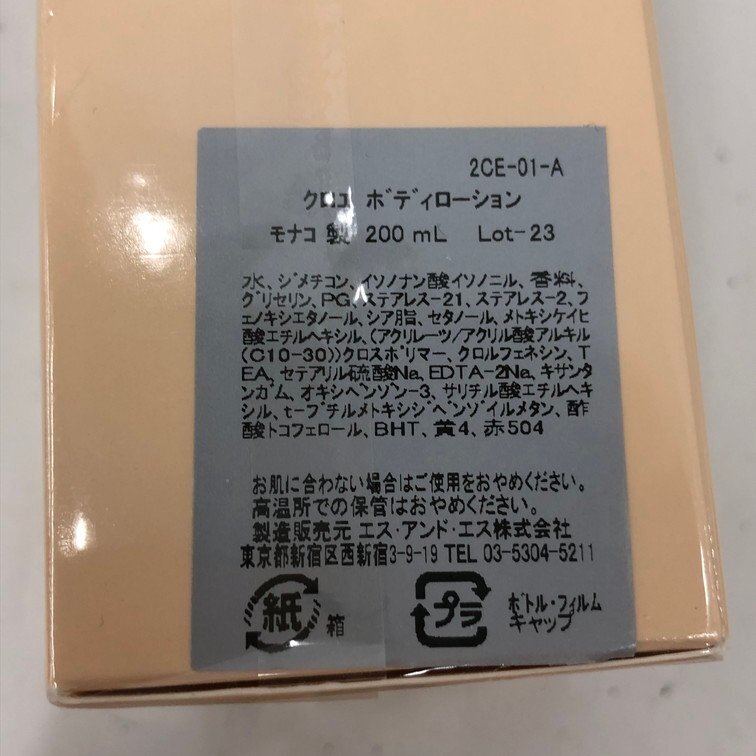 2CE-01-A
クロエ ボディローション
モナコ 製 200 mL Lot-23
水、ジメチコン、イソノナン酸イソノニル、香料、
グリセリン、PG、ステアレス-21、ステアレス-2、フ
ェノキシエタノール、シア脂、セタノール、メトキシケイヒ
酸エチルヘキシル、(アクリレーツ/アクリル酸アルキル
(C10-30))クロスポリマー、クロルフェネシン、T
EA、セテアリル硫酸Na、EDTA-2Na、キサンタ
ンガム、オキシベンゾン-3、サリチル酸エチルヘキ
シル、t-ブチルメトキシジベンゾイルメタン、酢
酸トコフェロール、BHT、黄4、赤504
お肌に合わない場合はご使用をおやめください。
高温所での保管はおやめください。
製造販売元 エス・アンド・エス株式会社
東京都新宿区西新宿3-9-19 TEL 03-5304-5211
紙 箱
プラ ボトル・フィルム
キャップ